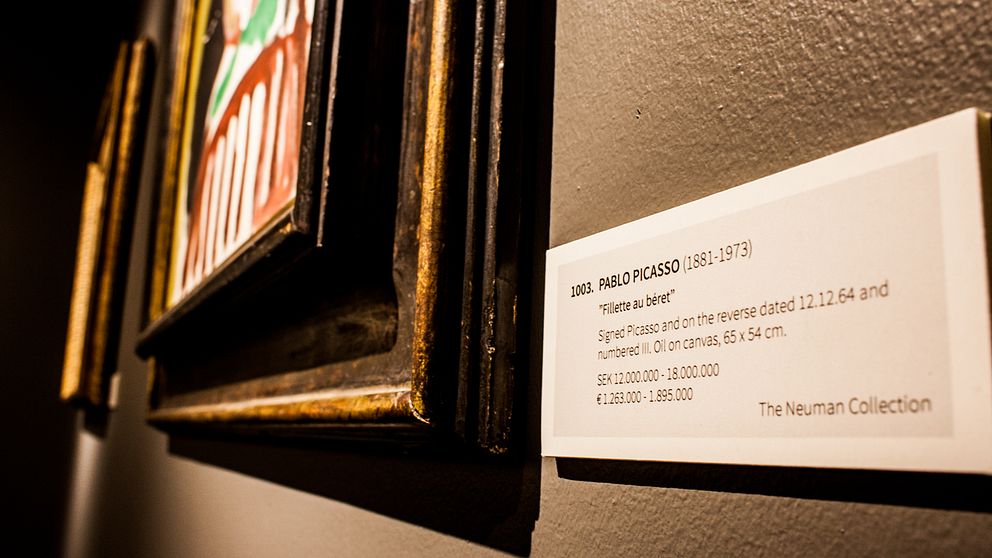 1003. PABLO PICASSO (1881-1973)
"Fillette au béret"
Signed Picasso and on the reverse dated 12.12.64 and
numbered III. Oil on canvas, 65 x 54 cm.
SEK 12.000.000 - 18.000.000
€ 1.263.000 - 1.895.000
The Neuman Collection